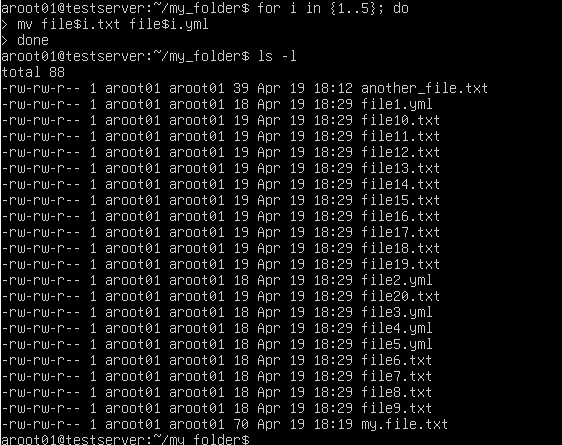 aroot01@testserver:~/my_folder$ for i in {1..5}; do
> mv file$i.txt file$i.yml
> done
aroot01@testserver:~/my_folder$ ls -l
total 88
-rw-rw-r-- 1 aroot01 aroot01 39 Apr 19 18:12 another_file.txt
-rw-rw-r-- 1 aroot01 aroot01 18 Apr 19 18:29 file1.yml
-rw-rw-r-- 1 aroot01 aroot01 19 Apr 19 18:29 file10.txt
-rw-rw-r-- 1 aroot01 aroot01 19 Apr 19 18:29 file11.txt
-rw-rw-r-- 1 aroot01 aroot01 19 Apr 19 18:29 file12.txt
-rw-rw-r-- 1 aroot01 aroot01 19 Apr 19 18:29 file13.txt
-rw-rw-r-- 1 aroot01 aroot01 19 Apr 19 18:29 file14.txt
-rw-rw-r-- 1 aroot01 aroot01 19 Apr 19 18:29 file15.txt
-rw-rw-r-- 1 aroot01 aroot01 19 Apr 19 18:29 file16.txt
-rw-rw-r-- 1 aroot01 aroot01 19 Apr 19 18:29 file17.txt
-rw-rw-r-- 1 aroot01 aroot01 19 Apr 19 18:29 file18.txt
-rw-rw-r-- 1 aroot01 aroot01 19 Apr 19 18:29 file19.txt
-rw-rw-r-- 1 aroot01 aroot01 18 Apr 19 18:29 file2.yml
-rw-rw-r-- 1 aroot01 aroot01 19 Apr 19 18:29 file20.txt
-rw-rw-r-- 1 aroot01 aroot01 18 Apr 19 18:29 file3.yml
-rw-rw-r-- 1 aroot01 aroot01 18 Apr 19 18:29 file4.yml
-rw-rw-r-- 1 aroot01 aroot01 18 Apr 19 18:29 file5.yml
-rw-rw-r-- 1 aroot01 aroot01 18 Apr 19 18:29 file6.txt
-rw-rw-r-- 1 aroot01 aroot01 18 Apr 19 18:29 file7.txt
-rw-rw-r-- 1 aroot01 aroot01 18 Apr 19 18:29 file8.txt
-rw-rw-r-- 1 aroot01 aroot01 18 Apr 19 18:29 file9.txt
-rw-rw-r-- 1 aroot01 aroot01 70 Apr 19 18:19 my.file.txt
aroot01@testserver:~/my_folder$